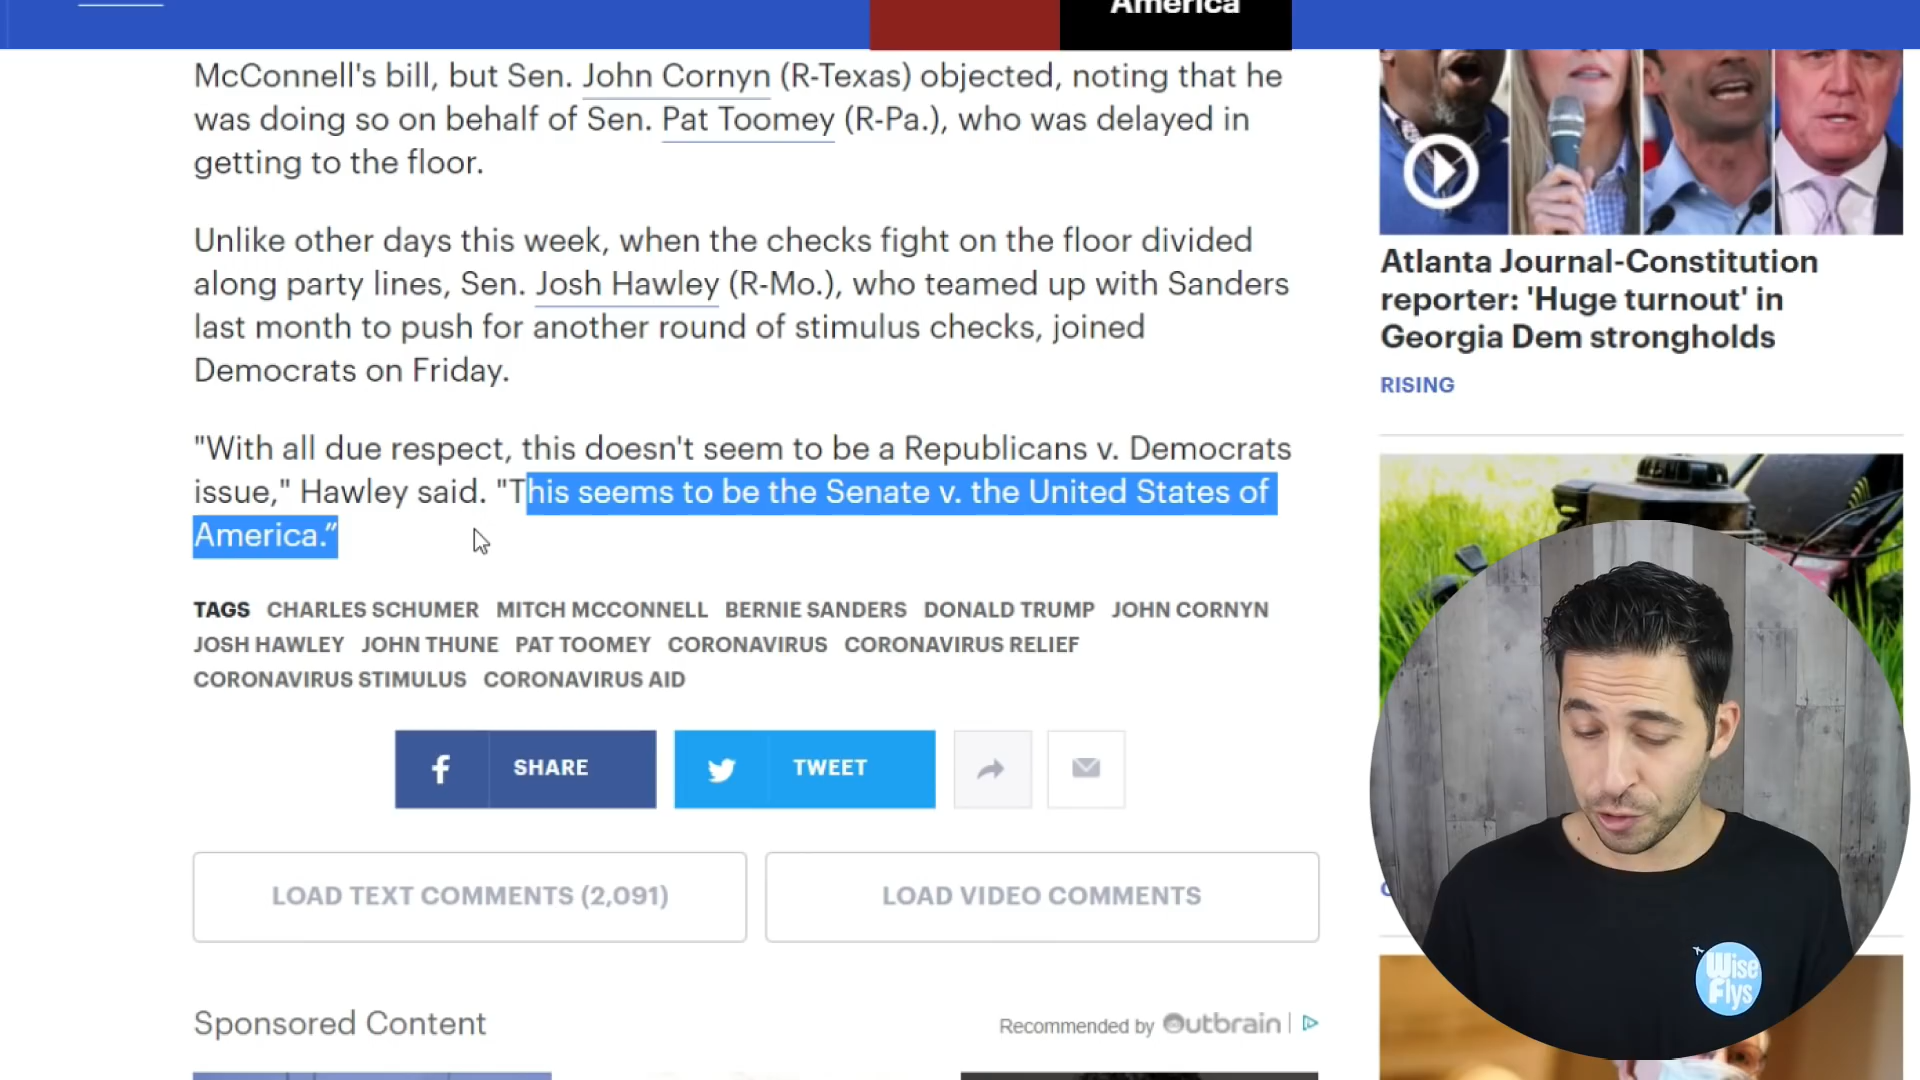 America
McConnell's bill, but Sen. John Cornyn (R-Texas) objected, noting that he
was doing so on behalf of Sen. Pat Toomey (R-Pa.), who was delayed in
getting to the floor.
Unlike other days this week, when the checks fight on the floor divided
along party lines, Sen. Josh Hawley (R-Mo.), who teamed up with Sanders
last month to push for another round of stimulus checks, joined
Democrats on Friday.
"With all due respect, this doesn't seem to be a Republicans v. Democrats
issue," Hawley said. "This seems to be the Senate v. the United States of
America.”
TAGS CHARLES SCHUMER MITCH MCCONNELL BERNIE SANDERS DONALD TRUMP JOHN CORNYN
JOSH HAWLEY JOHN THUNE PAT TOOMEY CORONAVIRUS CORONAVIRUS RELIEF
CORONAVIRUS STIMULUS CORONAVIRUS AID
f SHARE TWEET
LOAD TEXT COMMENTS (2,091) LOAD VIDEO COMMENTS
Sponsored Content
Recommended by Outbrain
Atlanta Journal-Constitution
reporter: 'Huge turnout' in
Georgia Dem strongholds
RISING
Wise
Flys